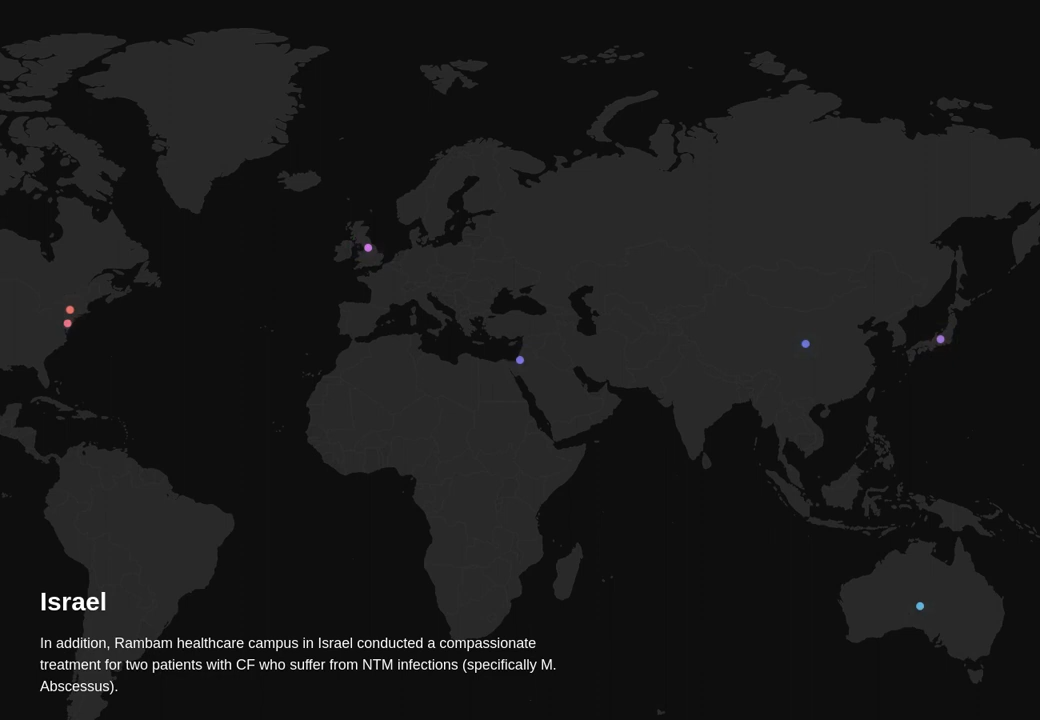 Israel
In addition, Rambam healthcare campus in Israel conducted a compassionate
treatment for two patients with CF who suffer from NTM infections (specifically M.
Abscessus).